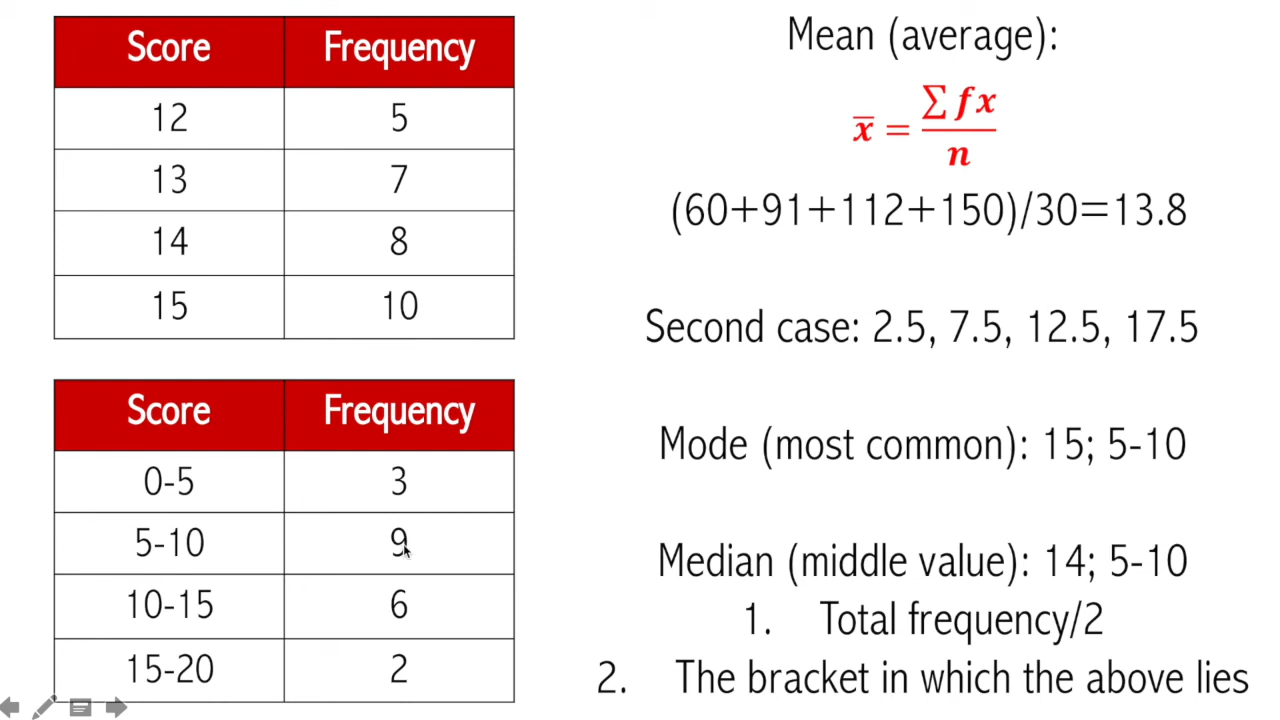 Score Frequency
12 5
13 7
14 8
15 10
Score Frequency
0-5 3
5-10 9
10-15 6
15-20 2
Mean (average):
x̅ = ∑ fx / n
(60+91+112+150)/30=13.8
Second case: 2.5, 7.5, 12.5, 17.5
Mode (most common): 15; 5-10
Median (middle value): 14; 5-10
1. Total frequency/2
2. The bracket in which the above lies